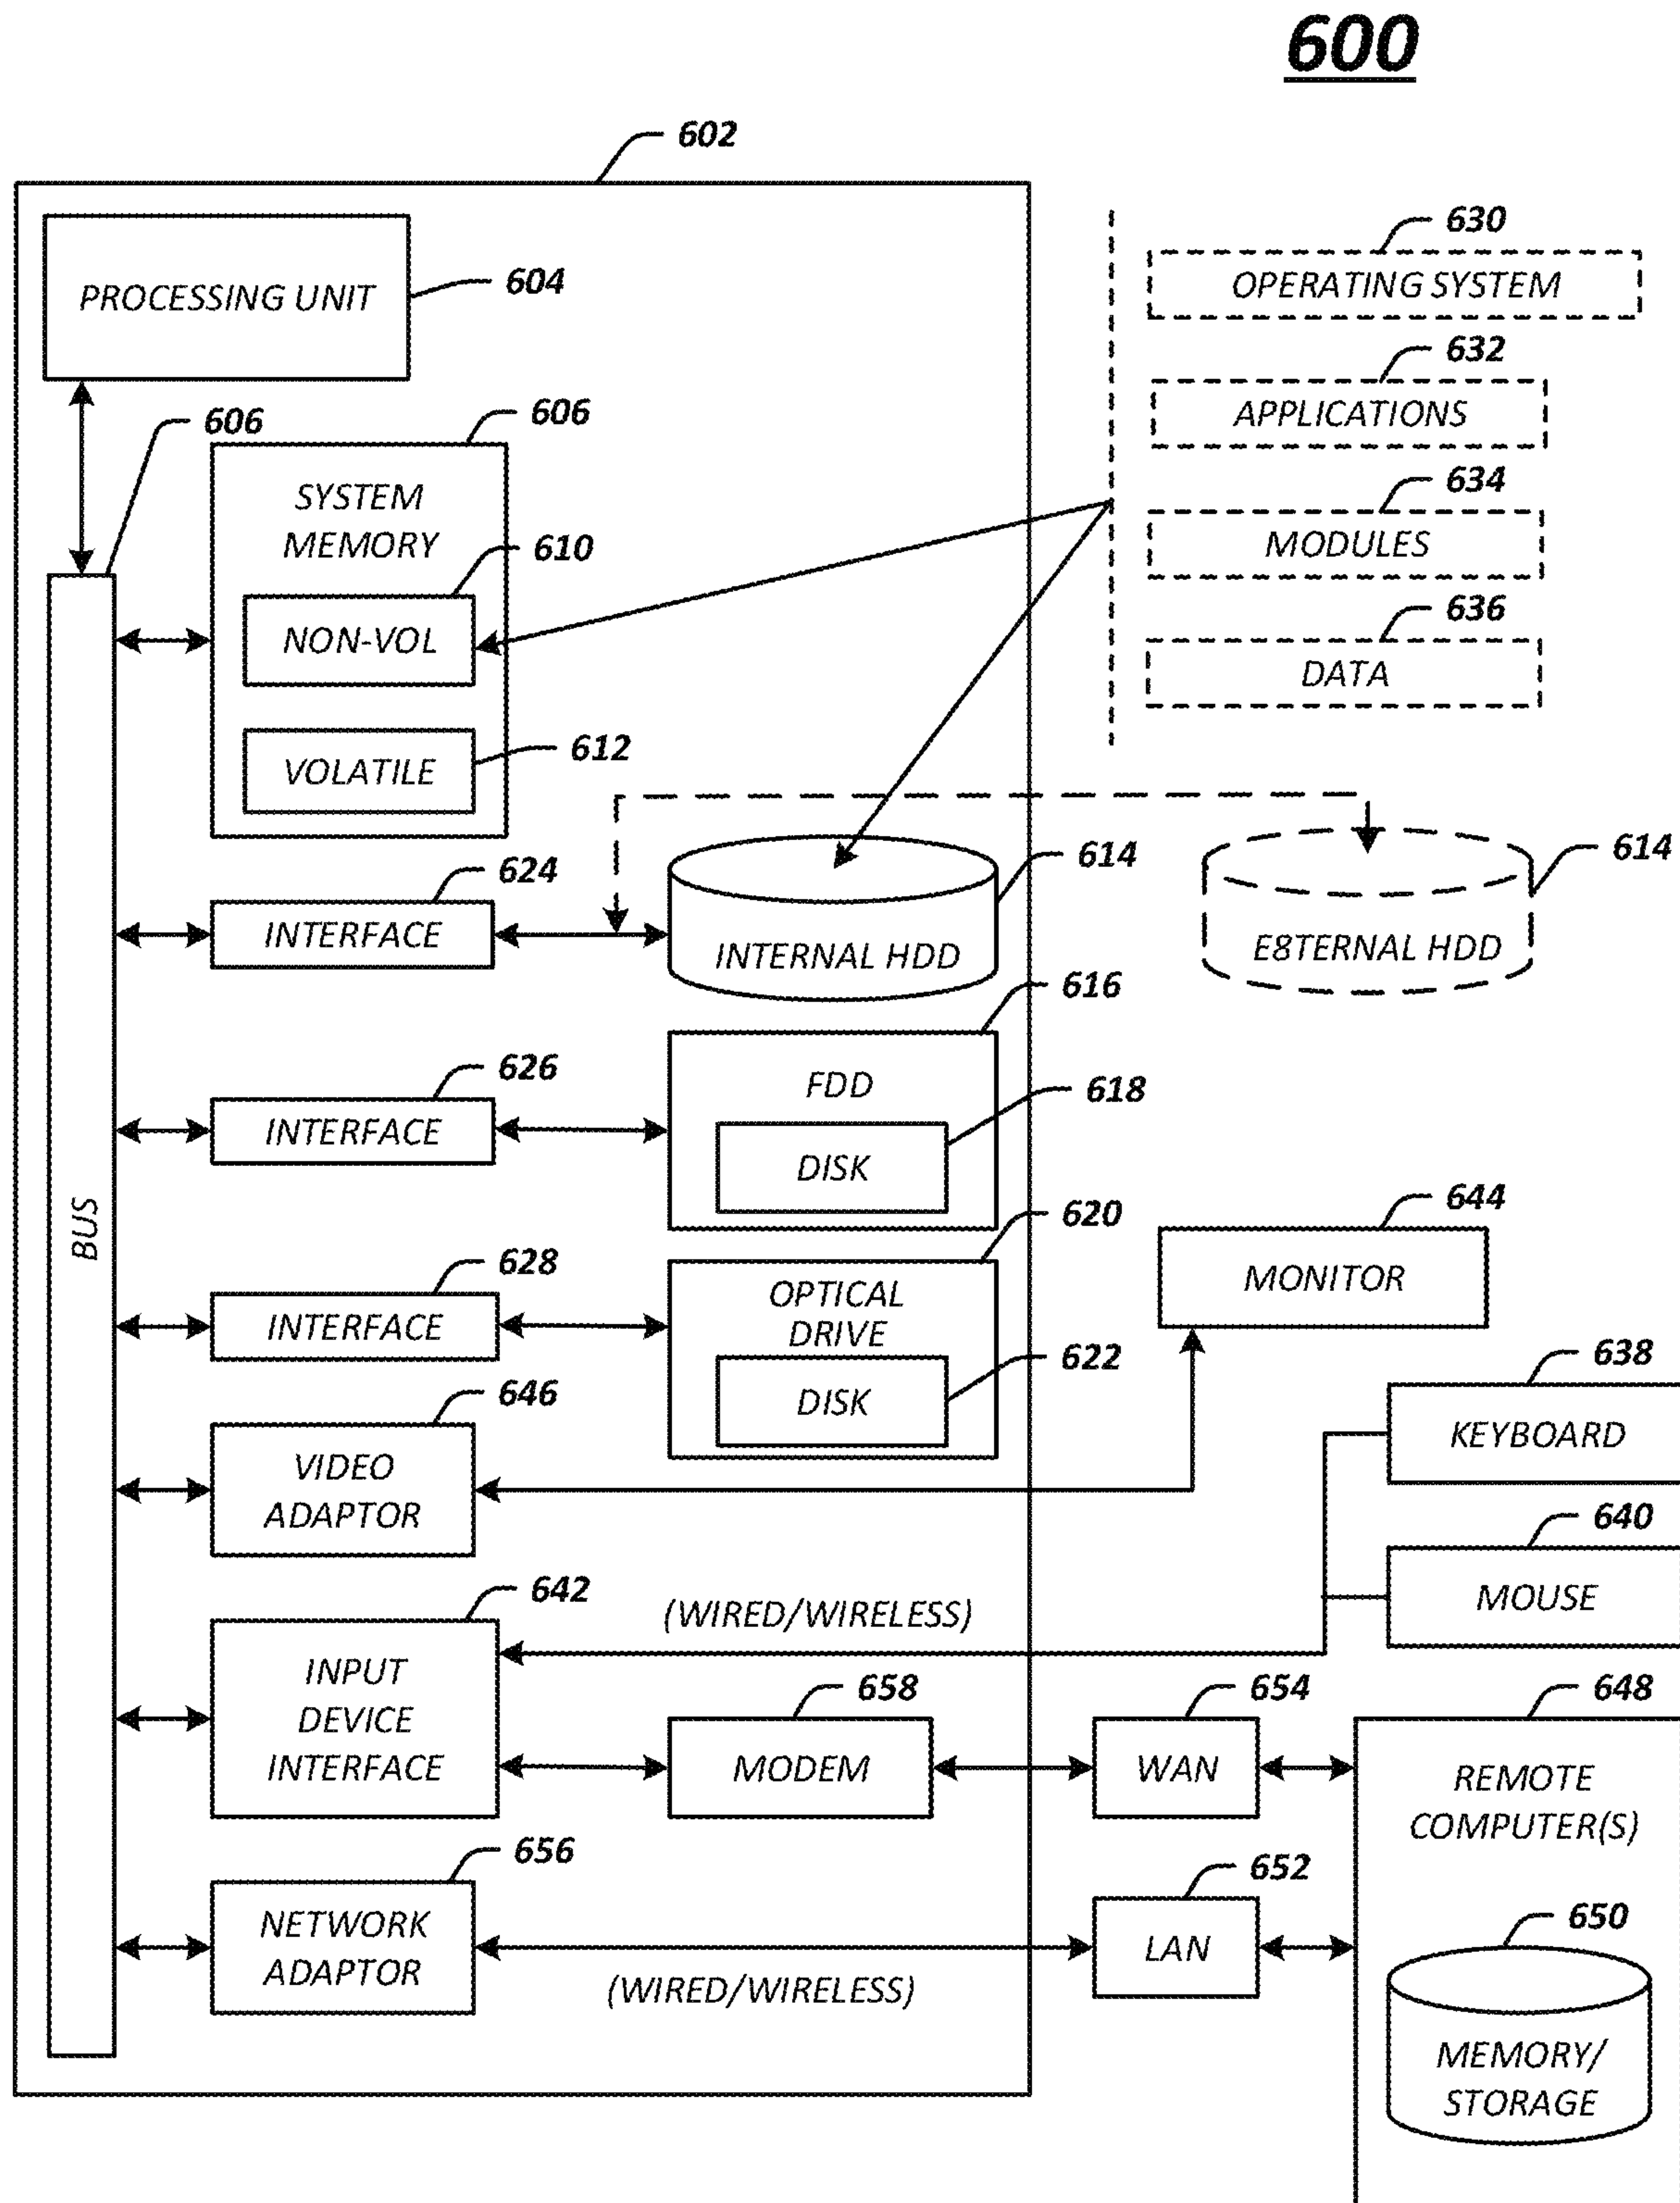 600
602
PROCESSING UNIT
604
630
OPERATING SYSTEM
632
APPLICATIONS
606
606
SYSTEM
MEMORY
634
MODULES
610
NON-VOL
636
DATA
612
VOLATILE
624
INTERFACE
614
INTERNAL HDD
614
E8TERNAL HDD
616
FDD
626
INTERFACE
618
DISK
BUS
644
MONITOR
620
OPTICAL
DRIVE
628
INTERFACE
622
DISK
638
KEYBOARD
646
VIDEO
ADAPTOR
640
MOUSE
642
(WIRED/WIRELESS)
INPUT
DEVICE
INTERFACE
658
MODEM
654
WAN
648
REMOTE
COMPUTER(S)
656
NETWORK
ADAPTOR
(WIRED/WIRELESS)
652
LAN
650
MEMORY/
STORAGE